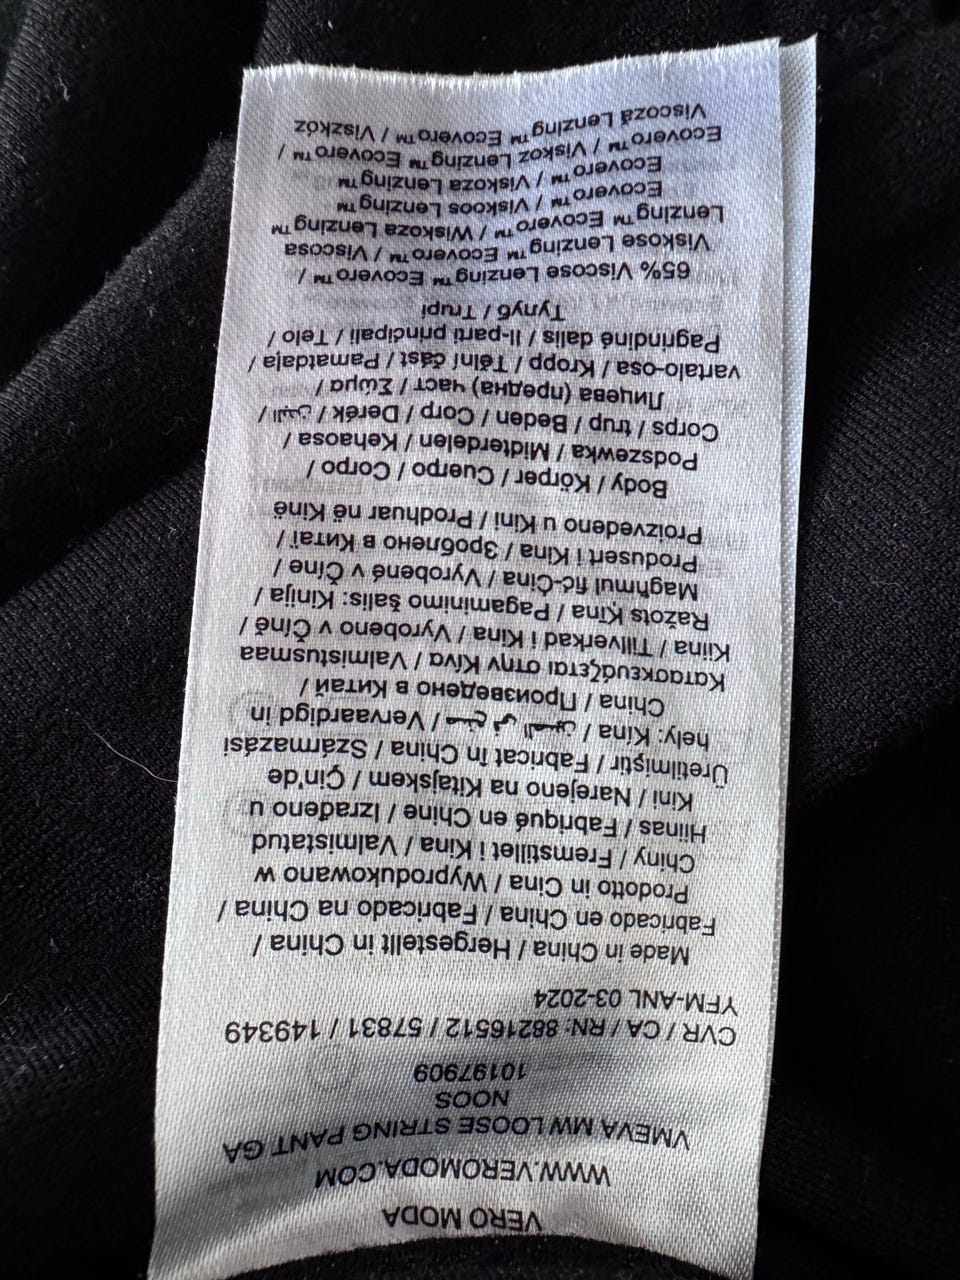 VERO MODA
WWW.VEROMODA.COM
VMEVA MW LOOSE STRING PANT GA
NOOS
10197909
CVR / CA / RN: 88216512 / 57831 / 149349
YFM-ANL 03-2024
Made in China / Hergestellt in China /
Fabricado en China / Fabricado na China /
Prodotto in Cina / Wyprodukowano w
Chiny / Fremstillet i Kina / Valmistatud
Hiinas / Fabriqué en Chine / Izrađeno u
Kini / Narejeno na Kitajskem / Çin'de
Üretilmiştir / Fabricat în China / Származási
hely: Kína / صنع في الصين / Vervaardigd in
China / Произведено в Китай /
Κατασκευάζεται στην Κίνα / Valmistusmaa
Kiina / Tillverkad i Kina / Vyrobeno v Číně /
Ražots Ķīna / Pagaminimo šalis: Kinija /
Magħmul fiċ-Ċina / Vyrobené v Číne /
Produsert i Kina / Зроблено в Китаї /
Proizvedeno u Kini / Prodhuar në Kinë
Body / Körper / Cuerpo / Corpo /
Podszewka / Midterdelen / Kehaosa /
Corps / trup / Beden / Corp / Derék / البدن /
Лицева (предна) част / Σώμα /
vartalo-osa / Kropp / Tělní část / Pamatdaļa /
Pagrindinė dalis / Il-parti prinċipali / Telo /
Тулуб / Trupi
65% Viscose Lenzing™ Ecovero™ /
Viskose Lenzing™ Ecovero™ / Viscosa
Lenzing™ Ecovero™ / Wiskoza Lenzing™
Ecovero™ / Viskoos Lenzing™
Ecovero™ / Viskoza Lenzing™
Ecovero™ / Viskoz Lenzing™ Ecovero™ /
Viscoză Lenzing™ Ecovero™ / Viszkóz